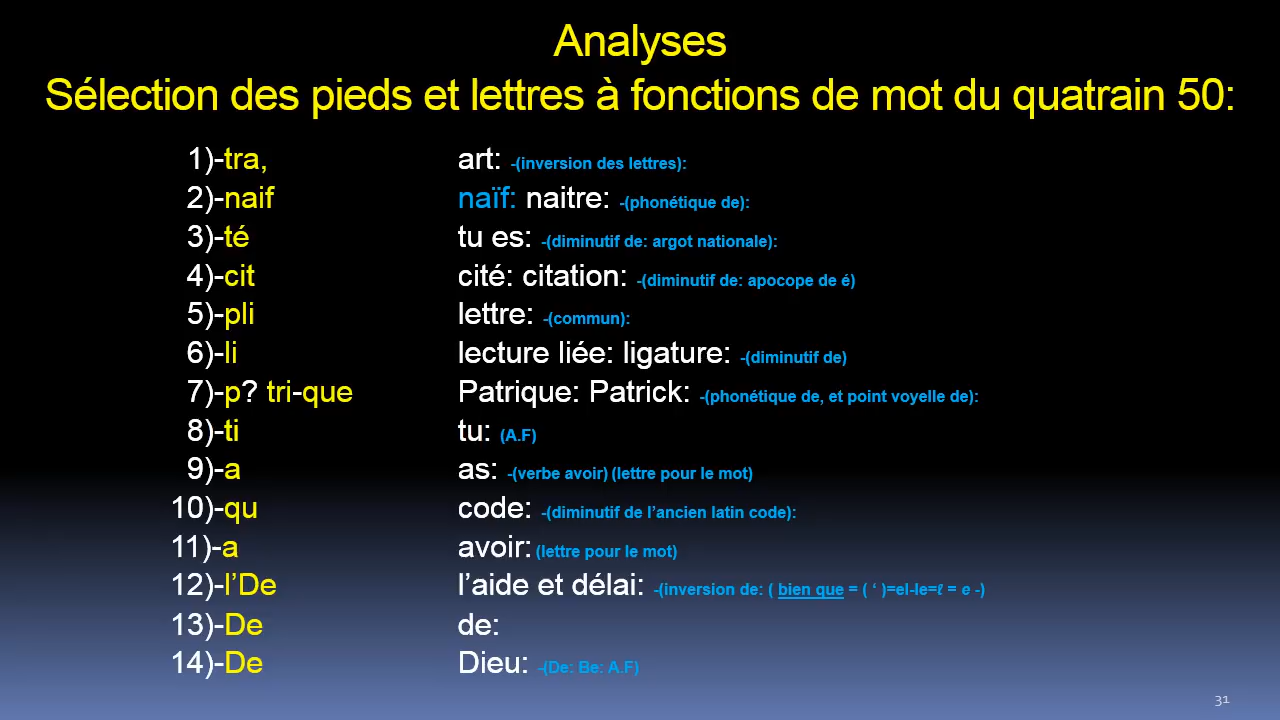 Analyses
Sélection des pieds et lettres à fonctions de mot du quatrain 50:
1)-tra, art: -(inversion des lettres):
2)-naif naïf: naitre: -(phonétique de):
3)-té tu es: -(diminutif de: argot nationale):
4)-cit cité: citation: -(diminutif de: apocope de é)
5)-pli lettre: -(commun):
6)-li lecture liée: ligature: -(diminutif de)
7)-p? tri-que Patrique: Patrick: -(phonétique de, et point voyelle de):
8)-ti tu: (A.F)
9)-a as: -(verbe avoir) (lettre pour le mot)
10)-qu code: -(diminutif de l’ancien latin code):
11)-a avoir: (lettre pour le mot)
12)-l’De l’aide et délai: -(inversion de: ( bien que = ( ‘ )=el-le=ℓ = e -)
13)-De de:
14)-De Dieu: -(De: Be: A.F)
31